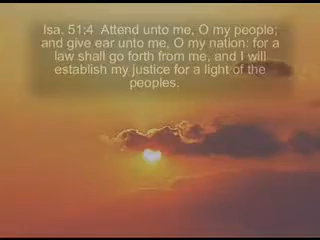 Isa. 51:4  Attend unto me, O my people;
and give ear unto me, O my nation: for a
law shall go forth from me, and I will
establish my justice for a light of the
peoples.